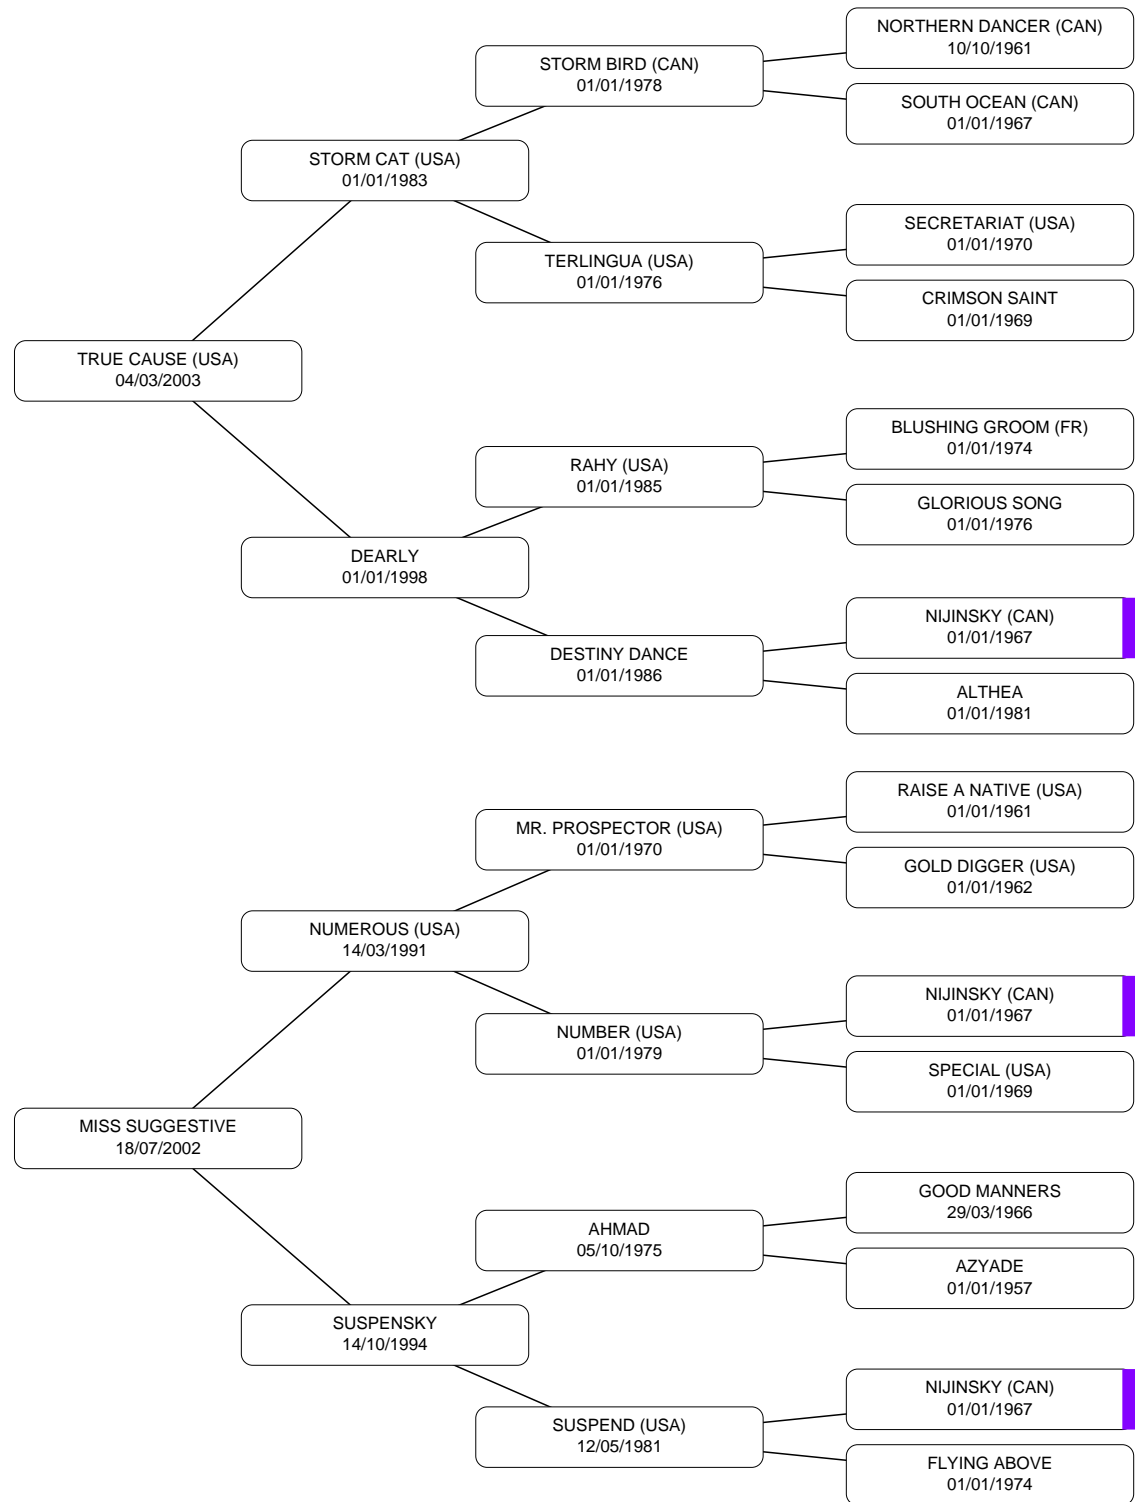 NORTHERN DANCER (CAN)
10/10/1961
STORM BIRD (CAN)
01/01/1978
SOUTH OCEAN (CAN)
01/01/1967
STORM CAT (USA)
01/01/1983
SECRETARIAT (USA)
01/01/1970
TERLINGUA (USA)
01/01/1976
CRIMSON SAINT
01/01/1969
TRUE CAUSE (USA)
04/03/2003
BLUSHING GROOM (FR)
01/01/1974
RAHY (USA)
01/01/1985
GLORIOUS SONG
01/01/1976
DEARLY
01/01/1998
NIJINSKY (CAN)
01/01/1967
DESTINY DANCE
01/01/1986
ALTHEA
01/01/1981
RAISE A NATIVE (USA)
01/01/1961
MR. PROSPECTOR (USA)
01/01/1970
GOLD DIGGER (USA)
01/01/1962
NUMEROUS (USA)
14/03/1991
NIJINSKY (CAN)
01/01/1967
NUMBER (USA)
01/01/1979
SPECIAL (USA)
01/01/1969
MISS SUGGESTIVE
18/07/2002
GOOD MANNERS
29/03/1966
AHMAD
05/10/1975
AZYADE
01/01/1957
SUSPENSKY
14/10/1994
NIJINSKY (CAN)
01/01/1967
SUSPEND (USA)
12/05/1981
FLYING ABOVE
01/01/1974